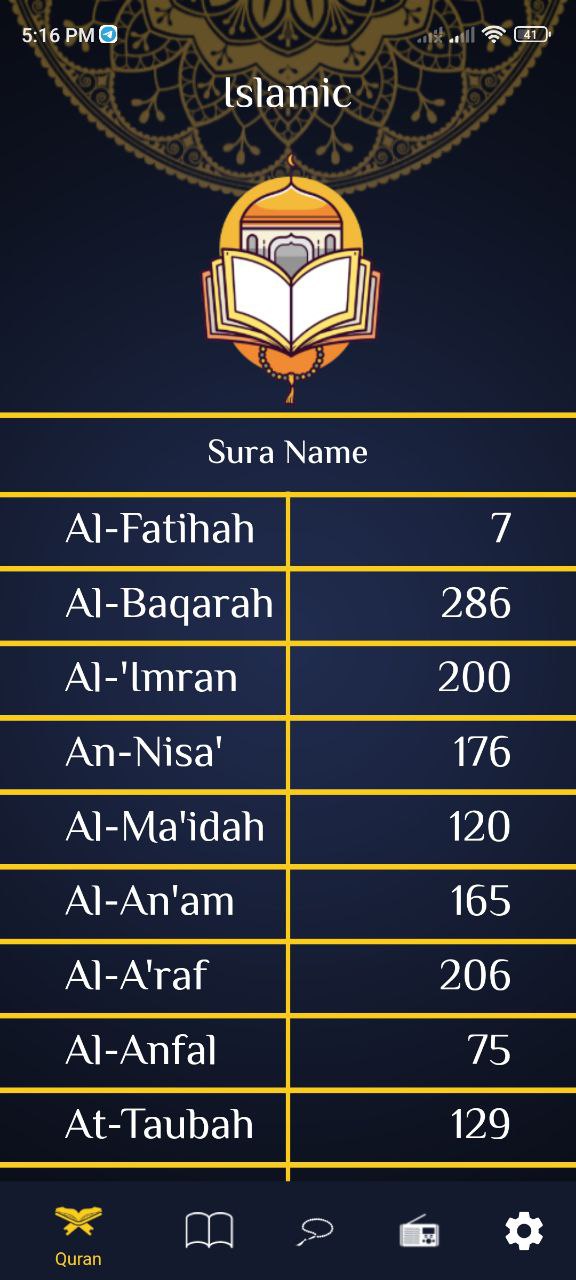 5:16 PM 41
Islamic
Sura Name
Al-Fatihah 7
Al-Baqarah 286
Al-'Imran 200
An-Nisa' 176
Al-Ma'idah 120
Al-An'am 165
Al-A'raf 206
Al-Anfal 75
At-Taubah 129
Quran